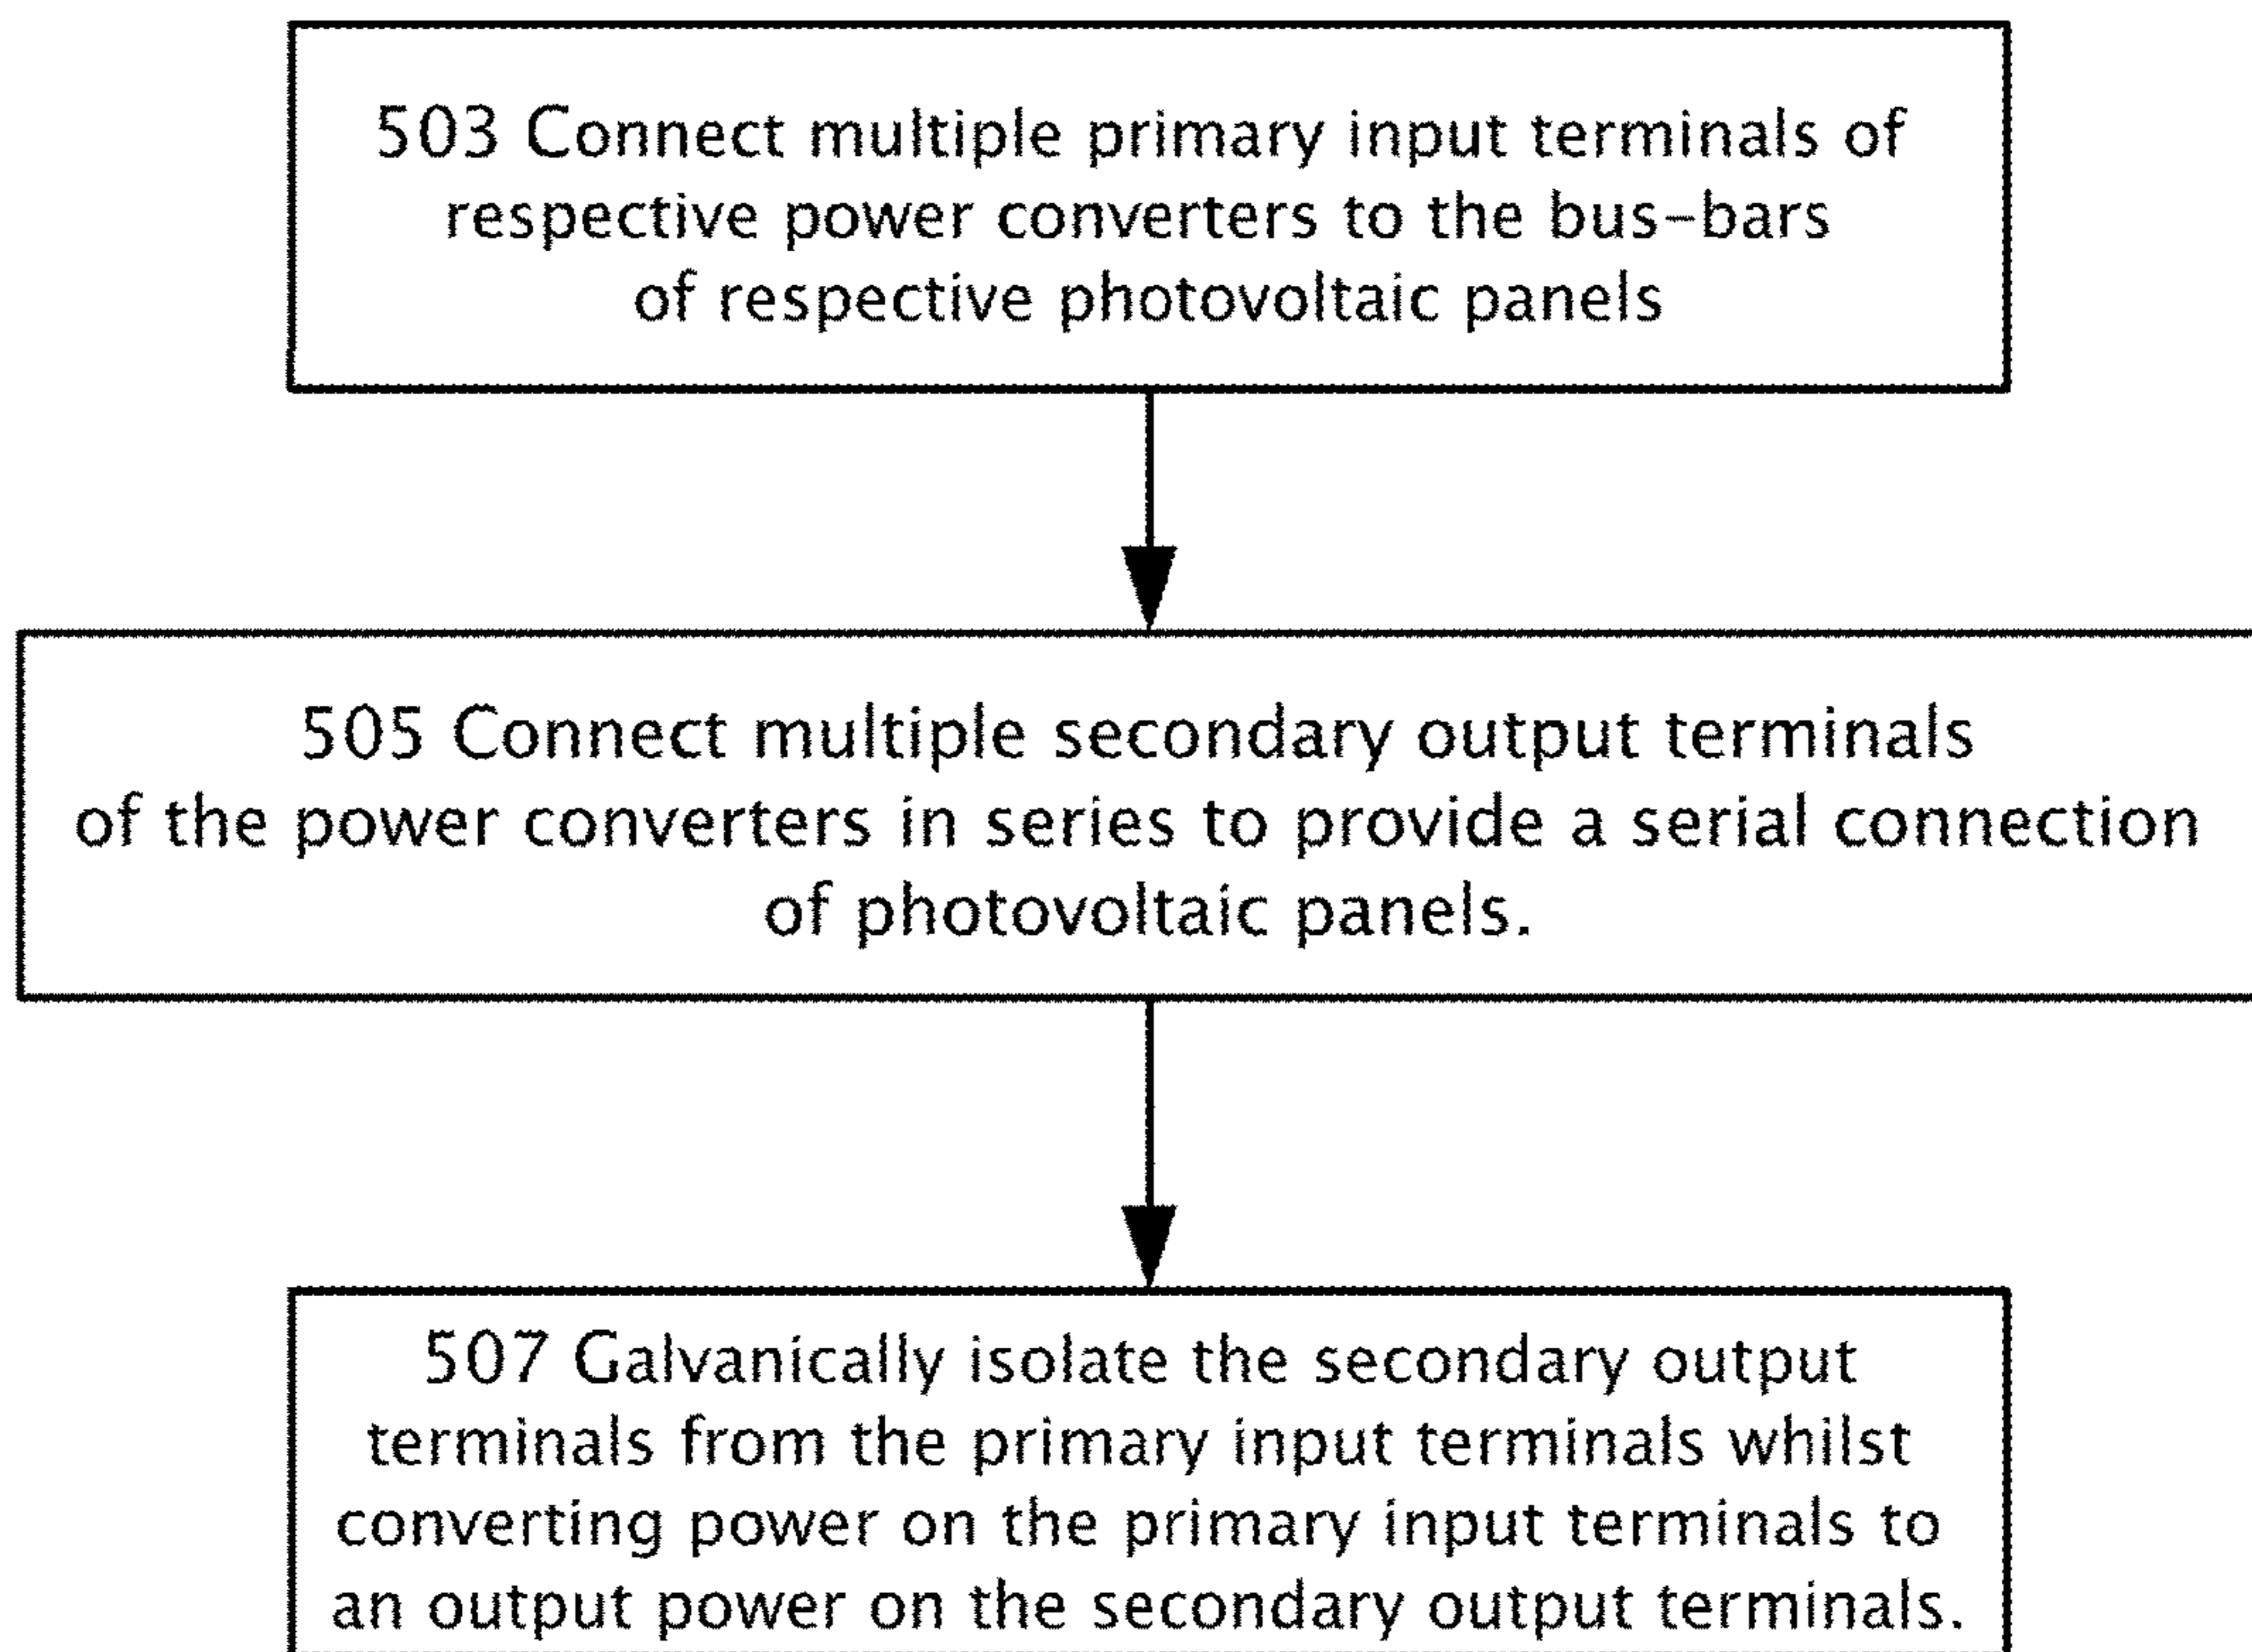 503 Connect multiple primary input terminals of
respective power converters to the bus-bars
of respective photovoltaic panels
505 Connect multiple secondary output terminals
of the power converters in series to provide a serial connection
of photovoltaic panels.
507 Galvanically isolate the secondary output
terminals from the primary input terminals whilst
converting power on the primary input terminals to
an output power on the secondary output terminals.